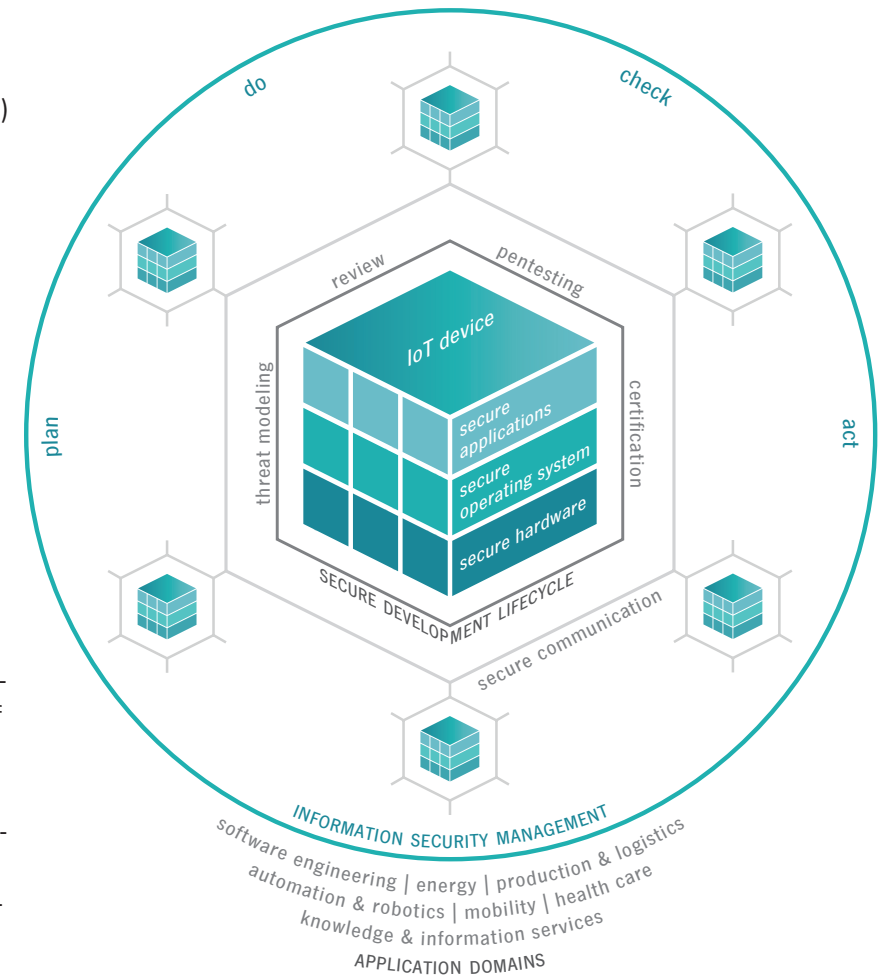 do
check
)
review
pentesting
IoT device
plan
threat modeling
secure
applications
secure
operating system
secure hardware
certification
act
SECURE DEVELOPMENT LIFECYCLE
secure communication
INFORMATION SECURITY MANAGEMENT
software engineering | energy | production & logistics
automation & robotics | mobility | health care
knowledge & information services
APPLICATION DOMAINS